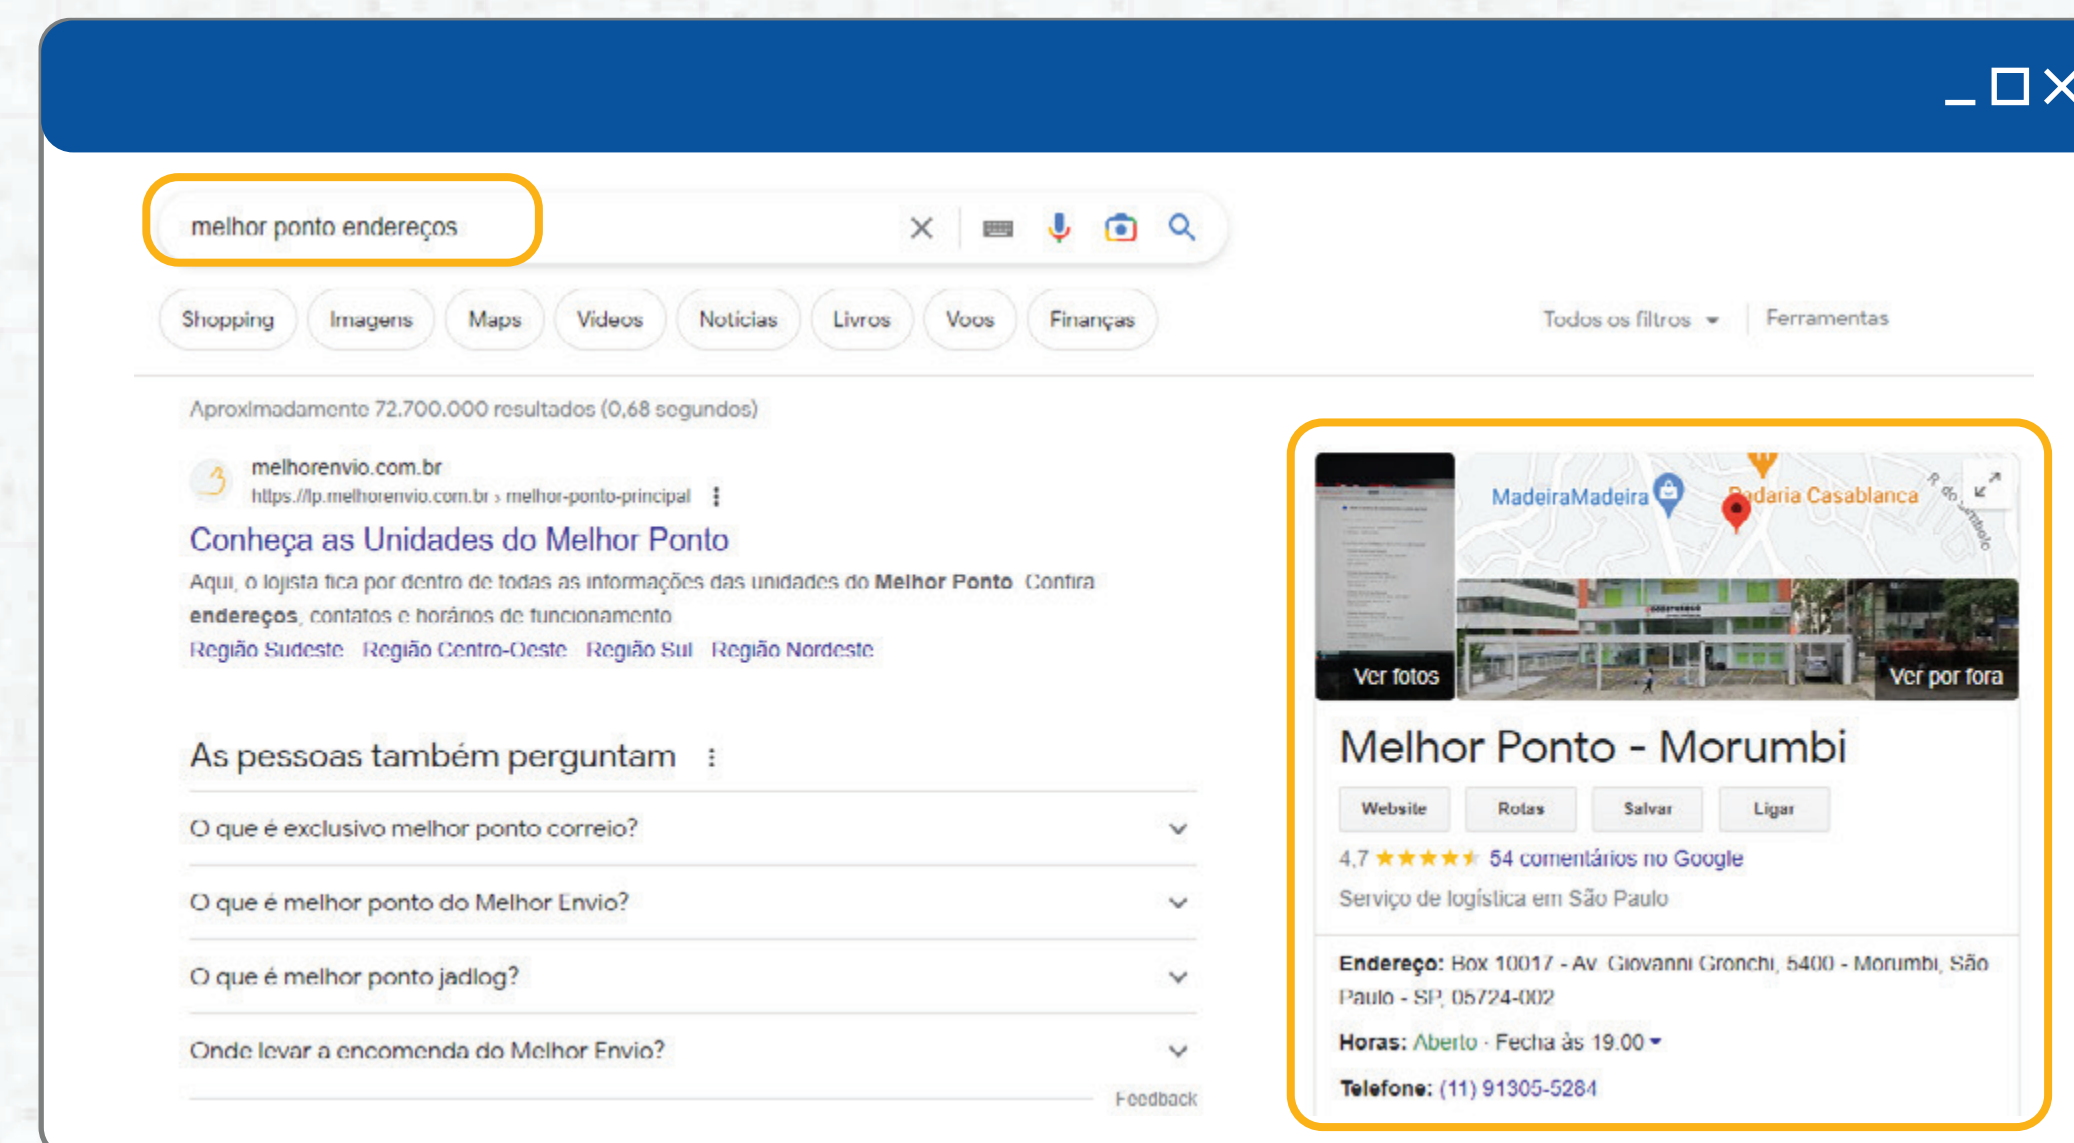 melhor ponto endereços
Shopping
Imagens
Maps
Vídeos
Notícias
Livros
Voos
Finanças
Todos os filtros
Ferramentas
Aproximadamente 72.700.000 resultados (0,68 segundos)
melhorenvio.com.br
https://lp.melhorenvio.com.br › melhor-ponto-principal
Conheça as Unidades do Melhor Ponto
Aqui, o lojista fica por dentro de todas as informações das unidades do Melhor Ponto Confira
endereços, contatos e horários de funcionamento
Região Sudeste Região Centro-Oeste Região Sul Região Nordeste
As pessoas também perguntam
O que é exclusivo melhor ponto correio?
O que é melhor ponto do Melhor Envio?
O que é melhor ponto jadlog?
Onde levar a encomenda do Melhor Envio?
Feedback
MadeiraMadeira
Padaria Casablanca
R. do
Ver fotos
Ver por fora
Melhor Ponto - Morumbi
Website
Rotas
Salvar
Ligar
4,7 54 comentários no Google
Serviço de logística em São Paulo
Endereço: Box 10017 - Av. Giovanni Gronchi, 5400 - Morumbi, São
Paulo - SP, 05724-002
Horas: Aberto · Fecha às 19:00
Telefone: (11) 91305-5284